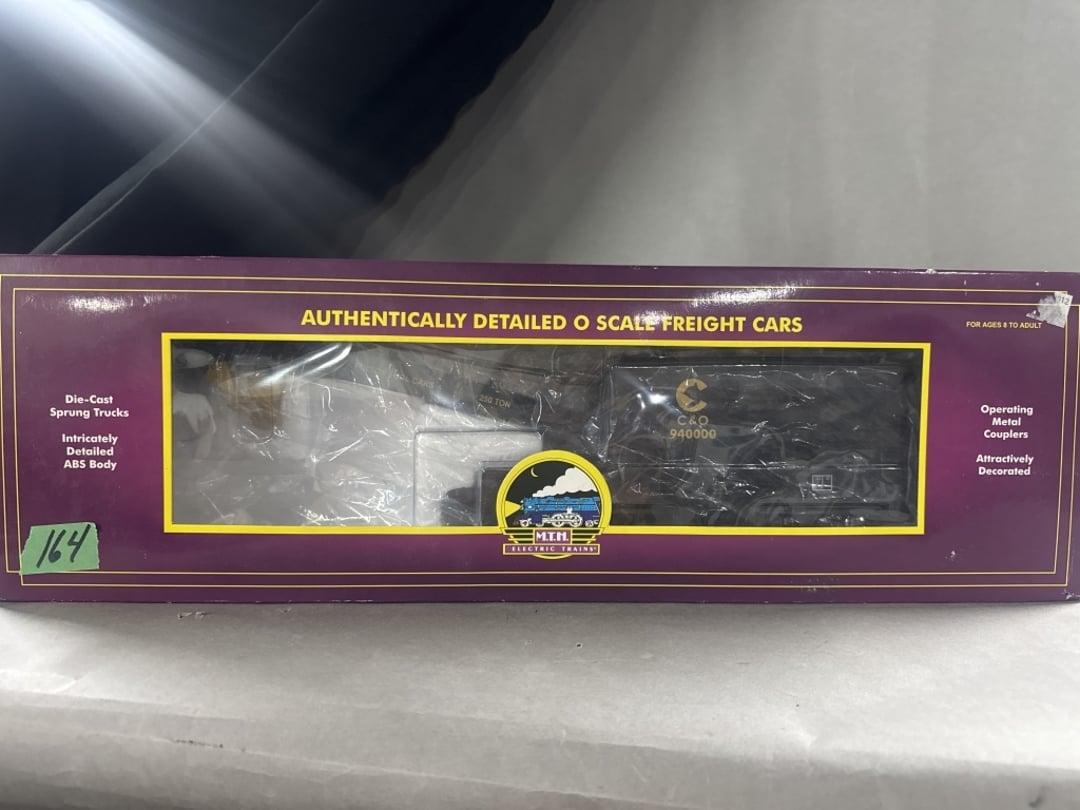 AUTHENTICALLY DETAILED O SCALE FREIGHT CARS
FOR AGES 8 TO ADULT
Die-Cast
Sprung Trucks
Intricately
Detailed
ABS Body
250 TON
C&O
940000
Operating
Metal
Couplers
Attractively
Decorated
M.T.H.
ELECTRIC TRAINS
164